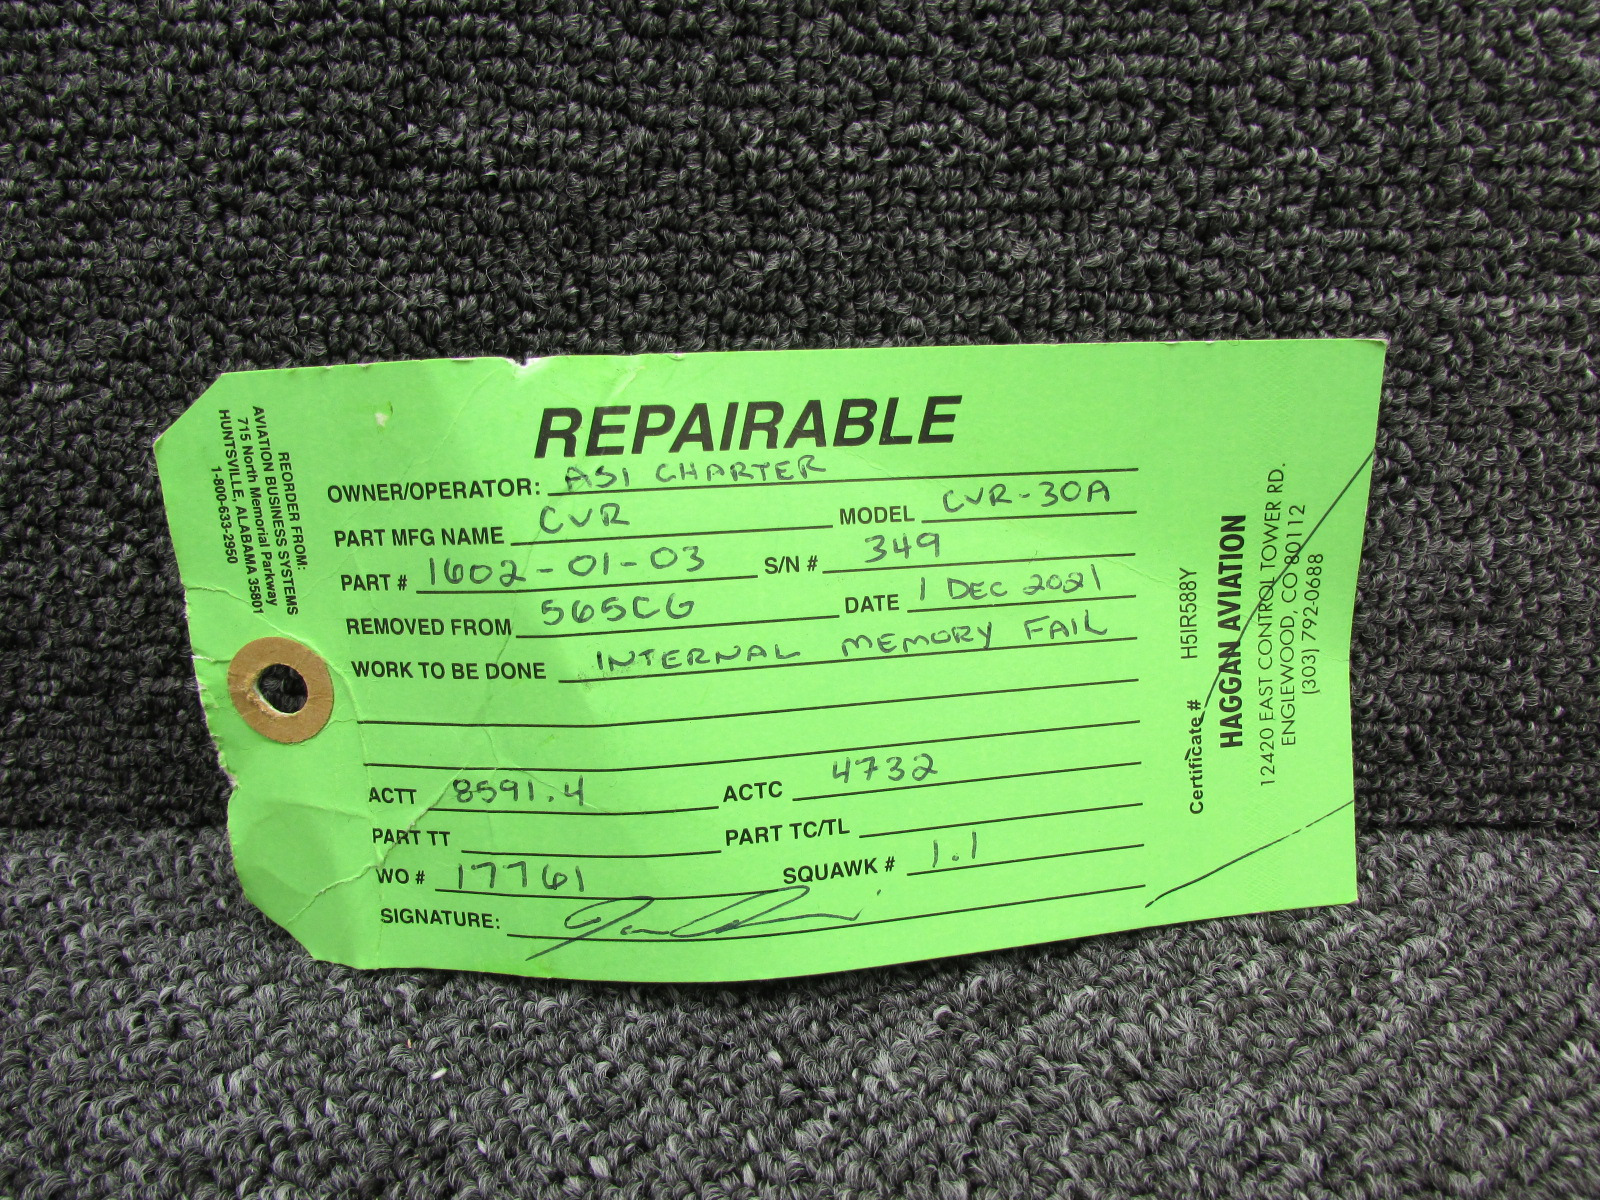 REPAIRABLE
OWNER/OPERATOR: ASI CHARTER
PART MFG NAME CVR MODEL CVR-30A
PART # 1602-01-03 S/N # 349
REMOVED FROM 565CG DATE 1 DEC 2021
WORK TO BE DONE INTERNAL MEMORY FAIL
ACTT 8591.4 ACTC 4732
PART TT PART TC/TL
WO # 17761 SQUAWK # 1.1
SIGNATURE:
REORDER FROM:
AVIATION BUSINESS SYSTEMS
715 North Memorial Parkway
HUNTSVILLE, ALABAMA 35801
1-800-633-2950
Certificate # H5IR588Y
HAGGAN AVIATION
12420 EAST CONTROL TOWER RD.
ENGLEWOOD, CO 80112
(303) 792-0688